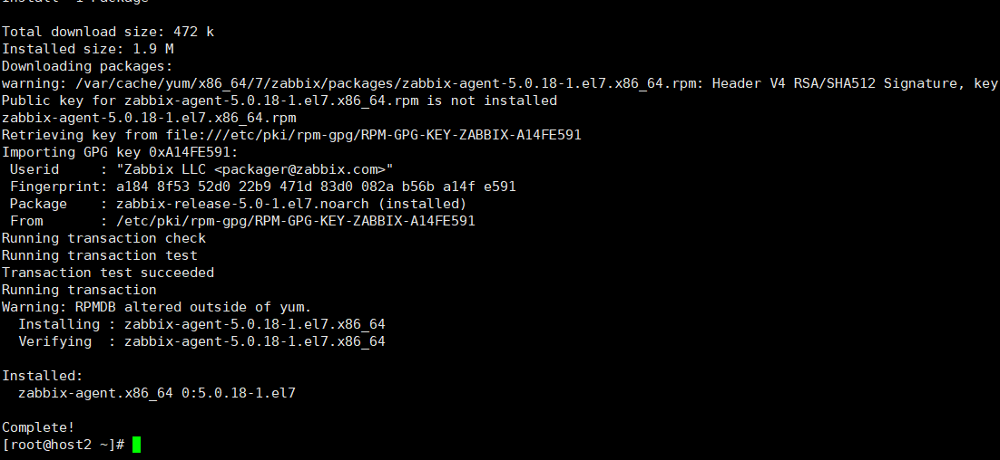 Install  1 Package
Total download size: 472 k
Installed size: 1.9 M
Downloading packages:
warning: /var/cache/yum/x86_64/7/zabbix/packages/zabbix-agent-5.0.18-1.el7.x86_64.rpm: Header V4 RSA/SHA512 Signature, key
Public key for zabbix-agent-5.0.18-1.el7.x86_64.rpm is not installed
zabbix-agent-5.0.18-1.el7.x86_64.rpm
Retrieving key from file:///etc/pki/rpm-gpg/RPM-GPG-KEY-ZABBIX-A14FE591
Importing GPG key 0xA14FE591:
 Userid     : "Zabbix LLC <packager@zabbix.com>"
 Fingerprint: a184 8f53 52d0 22b9 471d 83d0 082a b56b a14f e591
 Package    : zabbix-release-5.0-1.el7.noarch (installed)
 From       : /etc/pki/rpm-gpg/RPM-GPG-KEY-ZABBIX-A14FE591
Running transaction check
Running transaction test
Transaction test succeeded
Running transaction
Warning: RPMDB altered outside of yum.
  Installing : zabbix-agent-5.0.18-1.el7.x86_64
  Verifying  : zabbix-agent-5.0.18-1.el7.x86_64
Installed:
  zabbix-agent.x86_64 0:5.0.18-1.el7
Complete!
[root@host2 ~]#